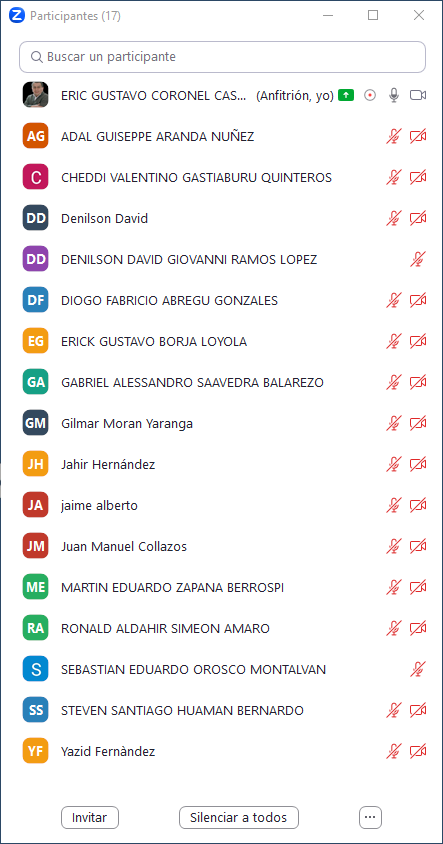 Participantes (17)
Buscar un participante
ERIC GUSTAVO CORONEL CAS... (Anfitrión, yo)
AG ADAL GUISEPPE ARANDA NUÑEZ
C CHEDDI VALENTINO GASTIABURU QUINTEROS
DD Denilson David
DD DENILSON DAVID GIOVANNI RAMOS LOPEZ
DF DIOGO FABRICIO ABREGU GONZALES
EG ERICK GUSTAVO BORJA LOYOLA
GA GABRIEL ALESSANDRO SAAVEDRA BALAREZO
GM Gilmar Moran Yaranga
JH Jahir Hernández
JA jaime alberto
JM Juan Manuel Collazos
ME MARTIN EDUARDO ZAPANA BERROSPI
RA RONALD ALDAHIR SIMEON AMARO
S SEBASTIAN EDUARDO OROSCO MONTALVAN
SS STEVEN SANTIAGO HUAMAN BERNARDO
YF Yazid Fernàndez
Invitar Silenciar a todos ...